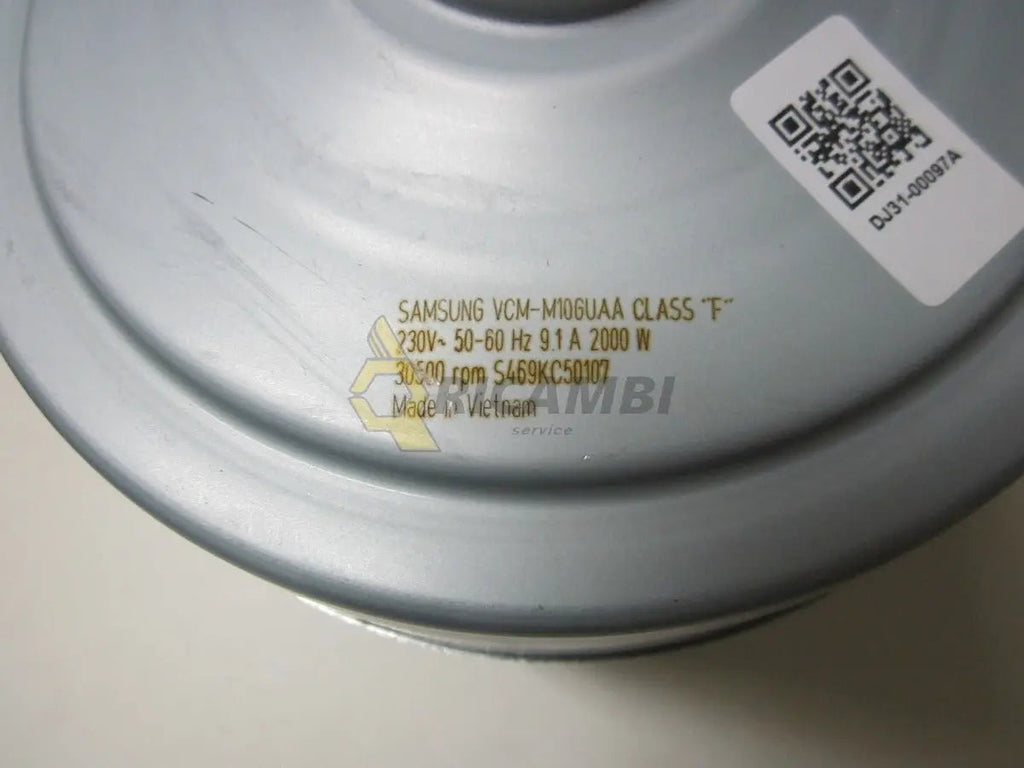 DJ31-00097A
SAMSUNG VCM-M10GUAA CLASS "F"
230V~ 50-60 Hz 9.1 A 2000 W
30500 rpm S469KC50107
Made in Vietnam
RICAMBI
service